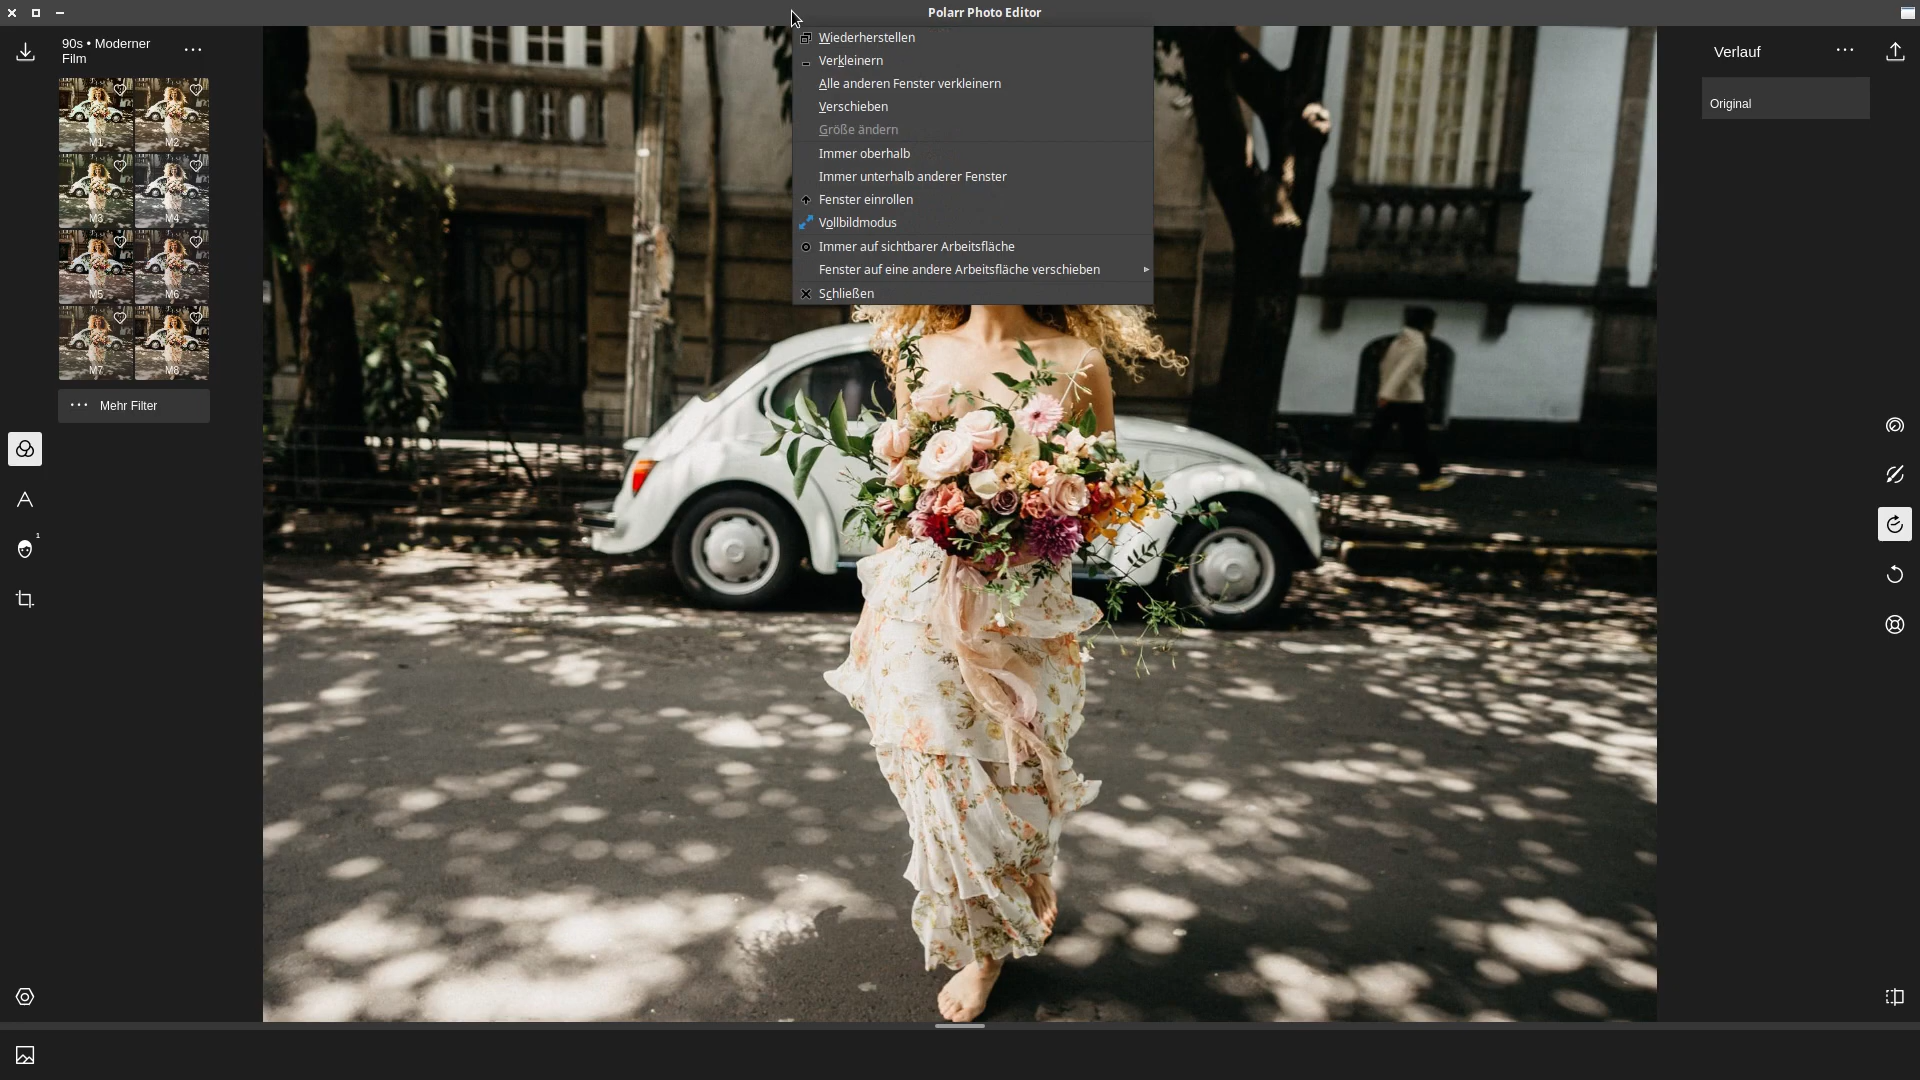 Polarr Photo Editor
90s • Moderner
Film
M1
M2
M3
M4
M5
M6
M7
M8
Mehr Filter
Wiederherstellen
Verkleinern
Alle anderen Fenster verkleinern
Verschieben
Größe ändern
Immer oberhalb
Immer unterhalb anderer Fenster
Fenster einrollen
Vollbildmodus
Immer auf sichtbarer Arbeitsfläche
Fenster auf eine andere Arbeitsfläche verschieben
Schließen
Verlauf
Original
1